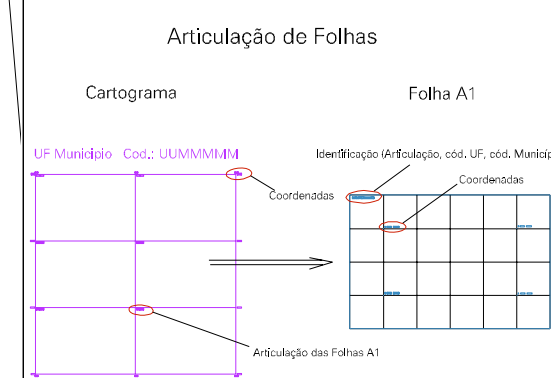 Articulação de Folhas
Cartograma
Folha A1
UF Municipio Cod.: UUMMMMM
Identificação (Articulação, cód. UF, cód. Municíp
Coordenadas
Coordenadas
Articulação das Folhas A1